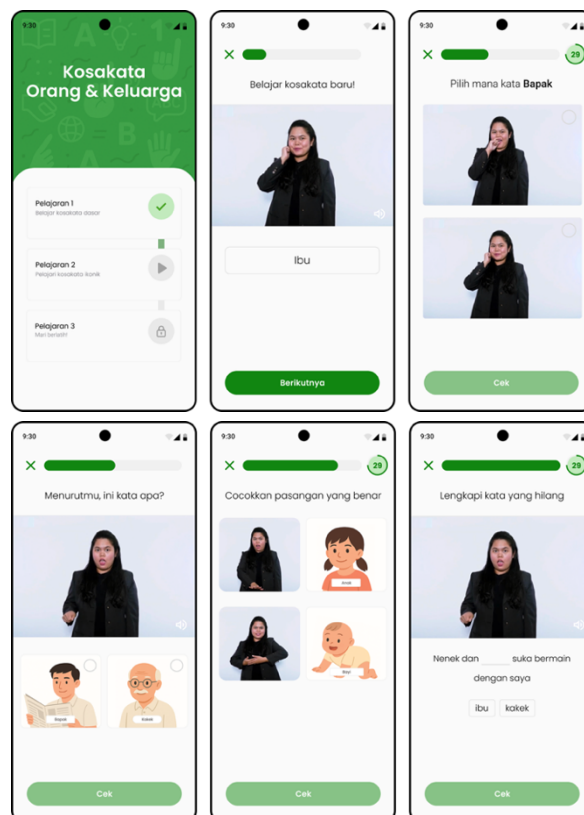 9:30
Kosakata
Orang & Keluarga
Pelajaran 1
Belajar kosakata dasar
Pelajaran 2
Pelajari kosakata ikonik
Pelajaran 3
Mari berlatih
9:30
Belajar kosakata baru!
Ibu
Berikutnya
9:30
29
Pilih mana kata Bapak
Cek
9:30
Menurutmu, ini kata apa?
Bapak
Kakek
Cek
9:30
29
Cocokkan pasangan yang benar
Anak
Bayi
Cek
9:30
29
Lengkapi kata yang hilang
Nenek dan ______ suka bermain
dengan saya
ibu
kakek
Cek